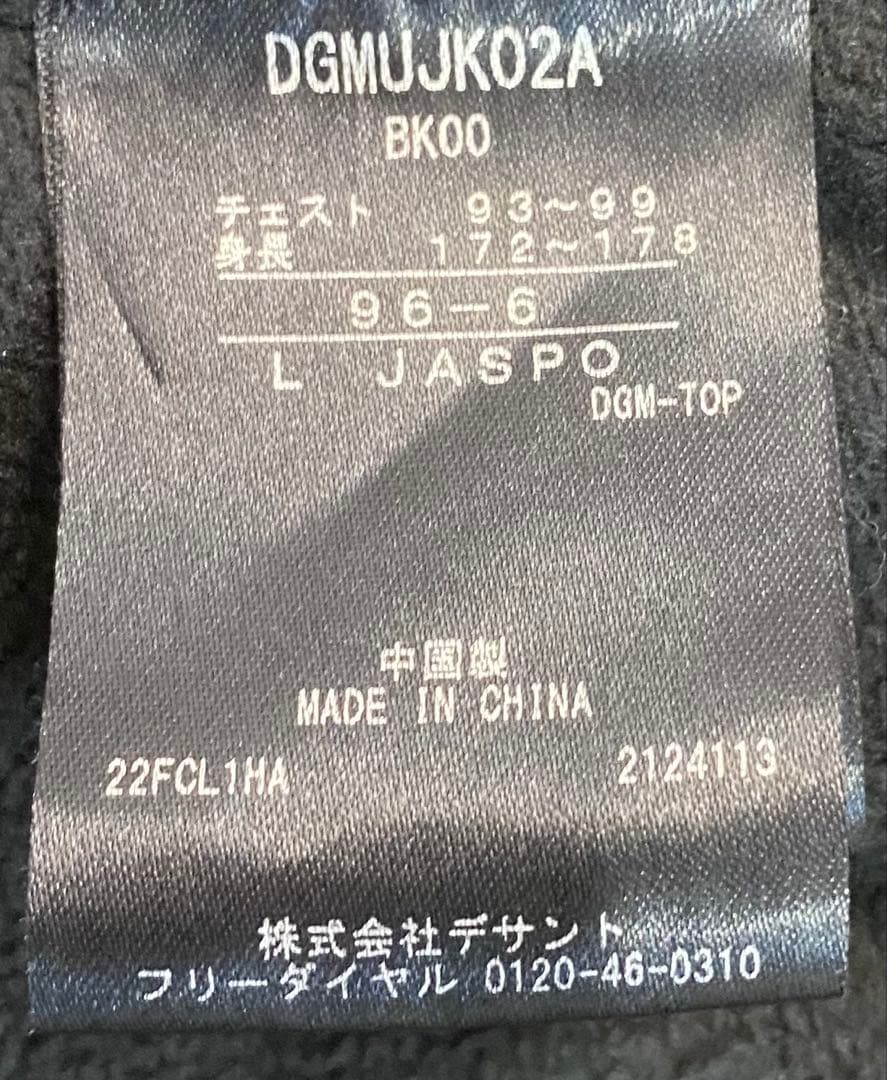 DGMUJK02A
BK00
チェスト 93～99
身長 172～178
96-6
L JASPO
DGM-TOP
中国製
MADE IN CHINA
22FCL1HA 2124113
株式会社デサント
フリーダイヤル 0120-46-0310